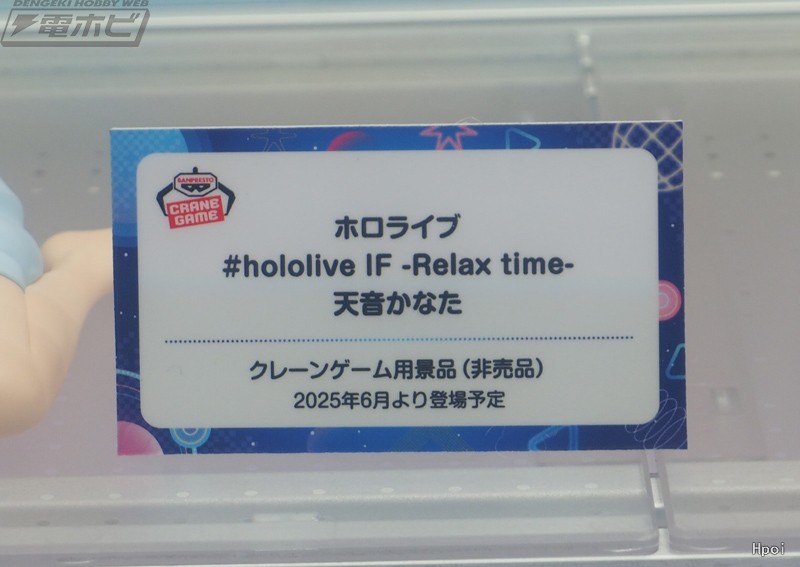 DENGEKI HOBBY WEB
電ホビ
BANPRESTO
CRANE
GAME
ホロライブ
#hololive IF -Relax time-
天音かなた
クレーンゲーム用景品(非売品)
2025年6月より登場予定
Hpoi